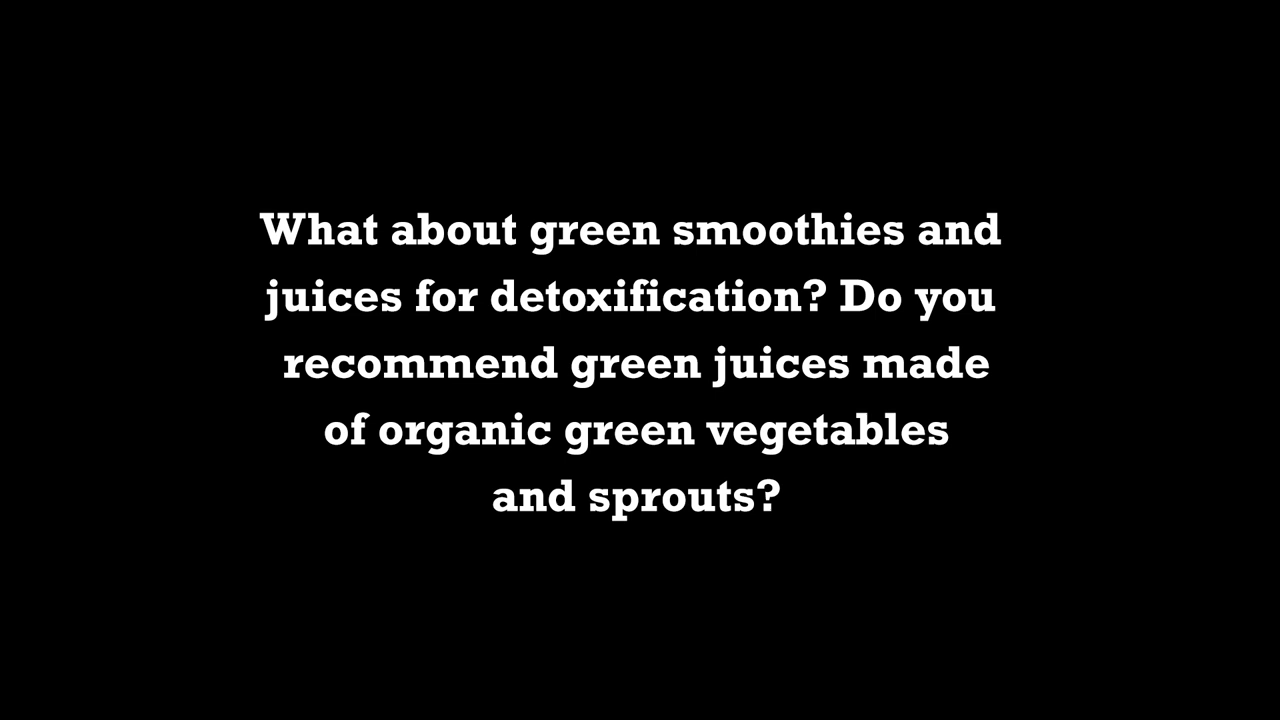 What about green smoothies and
juices for detoxification? Do you
recommend green juices made
of organic green vegetables
and sprouts?